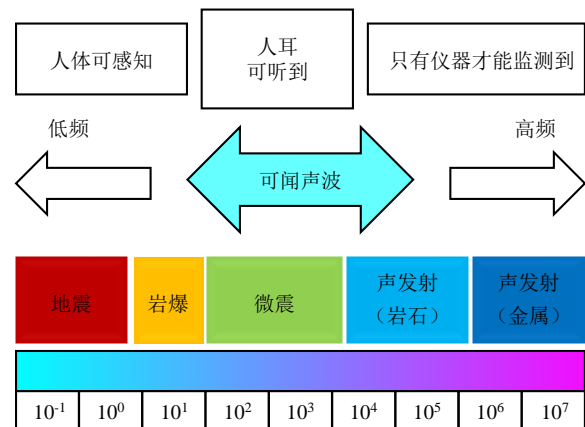 人体可感知
人耳
可听到
只有仪器才能监测到
低频
高频
可闻声波
地震
岩爆
微震
声发射
（岩石）
声发射
（金属）
10⁻¹ 10⁰ 10¹ 10² 10³ 10⁴ 10⁵ 10⁶ 10⁷